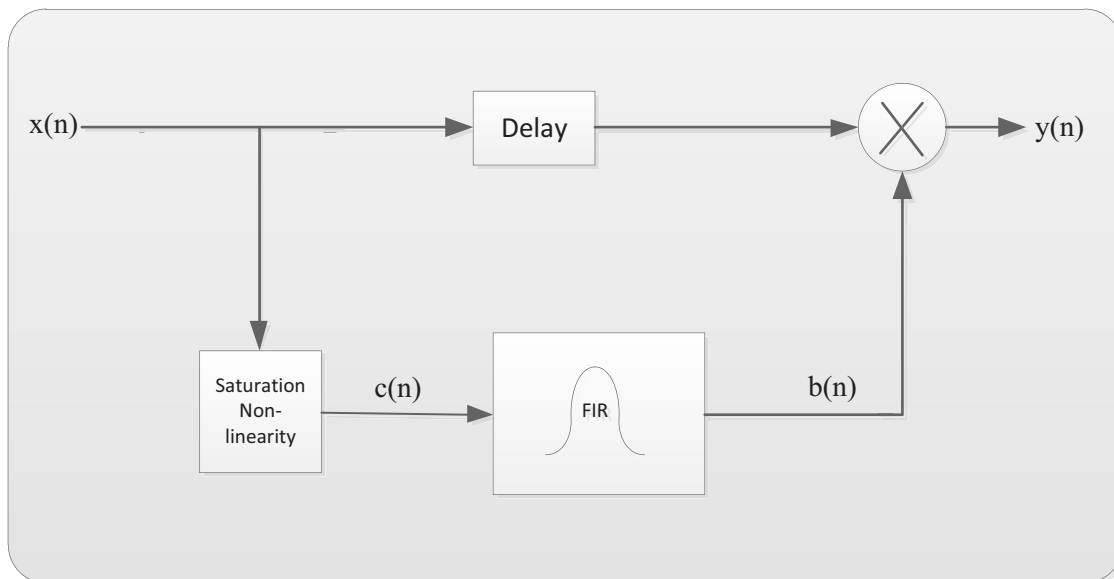 x(n)
Delay
y(n)
Saturation
Non-
linearity
c(n)
FIR
b(n)